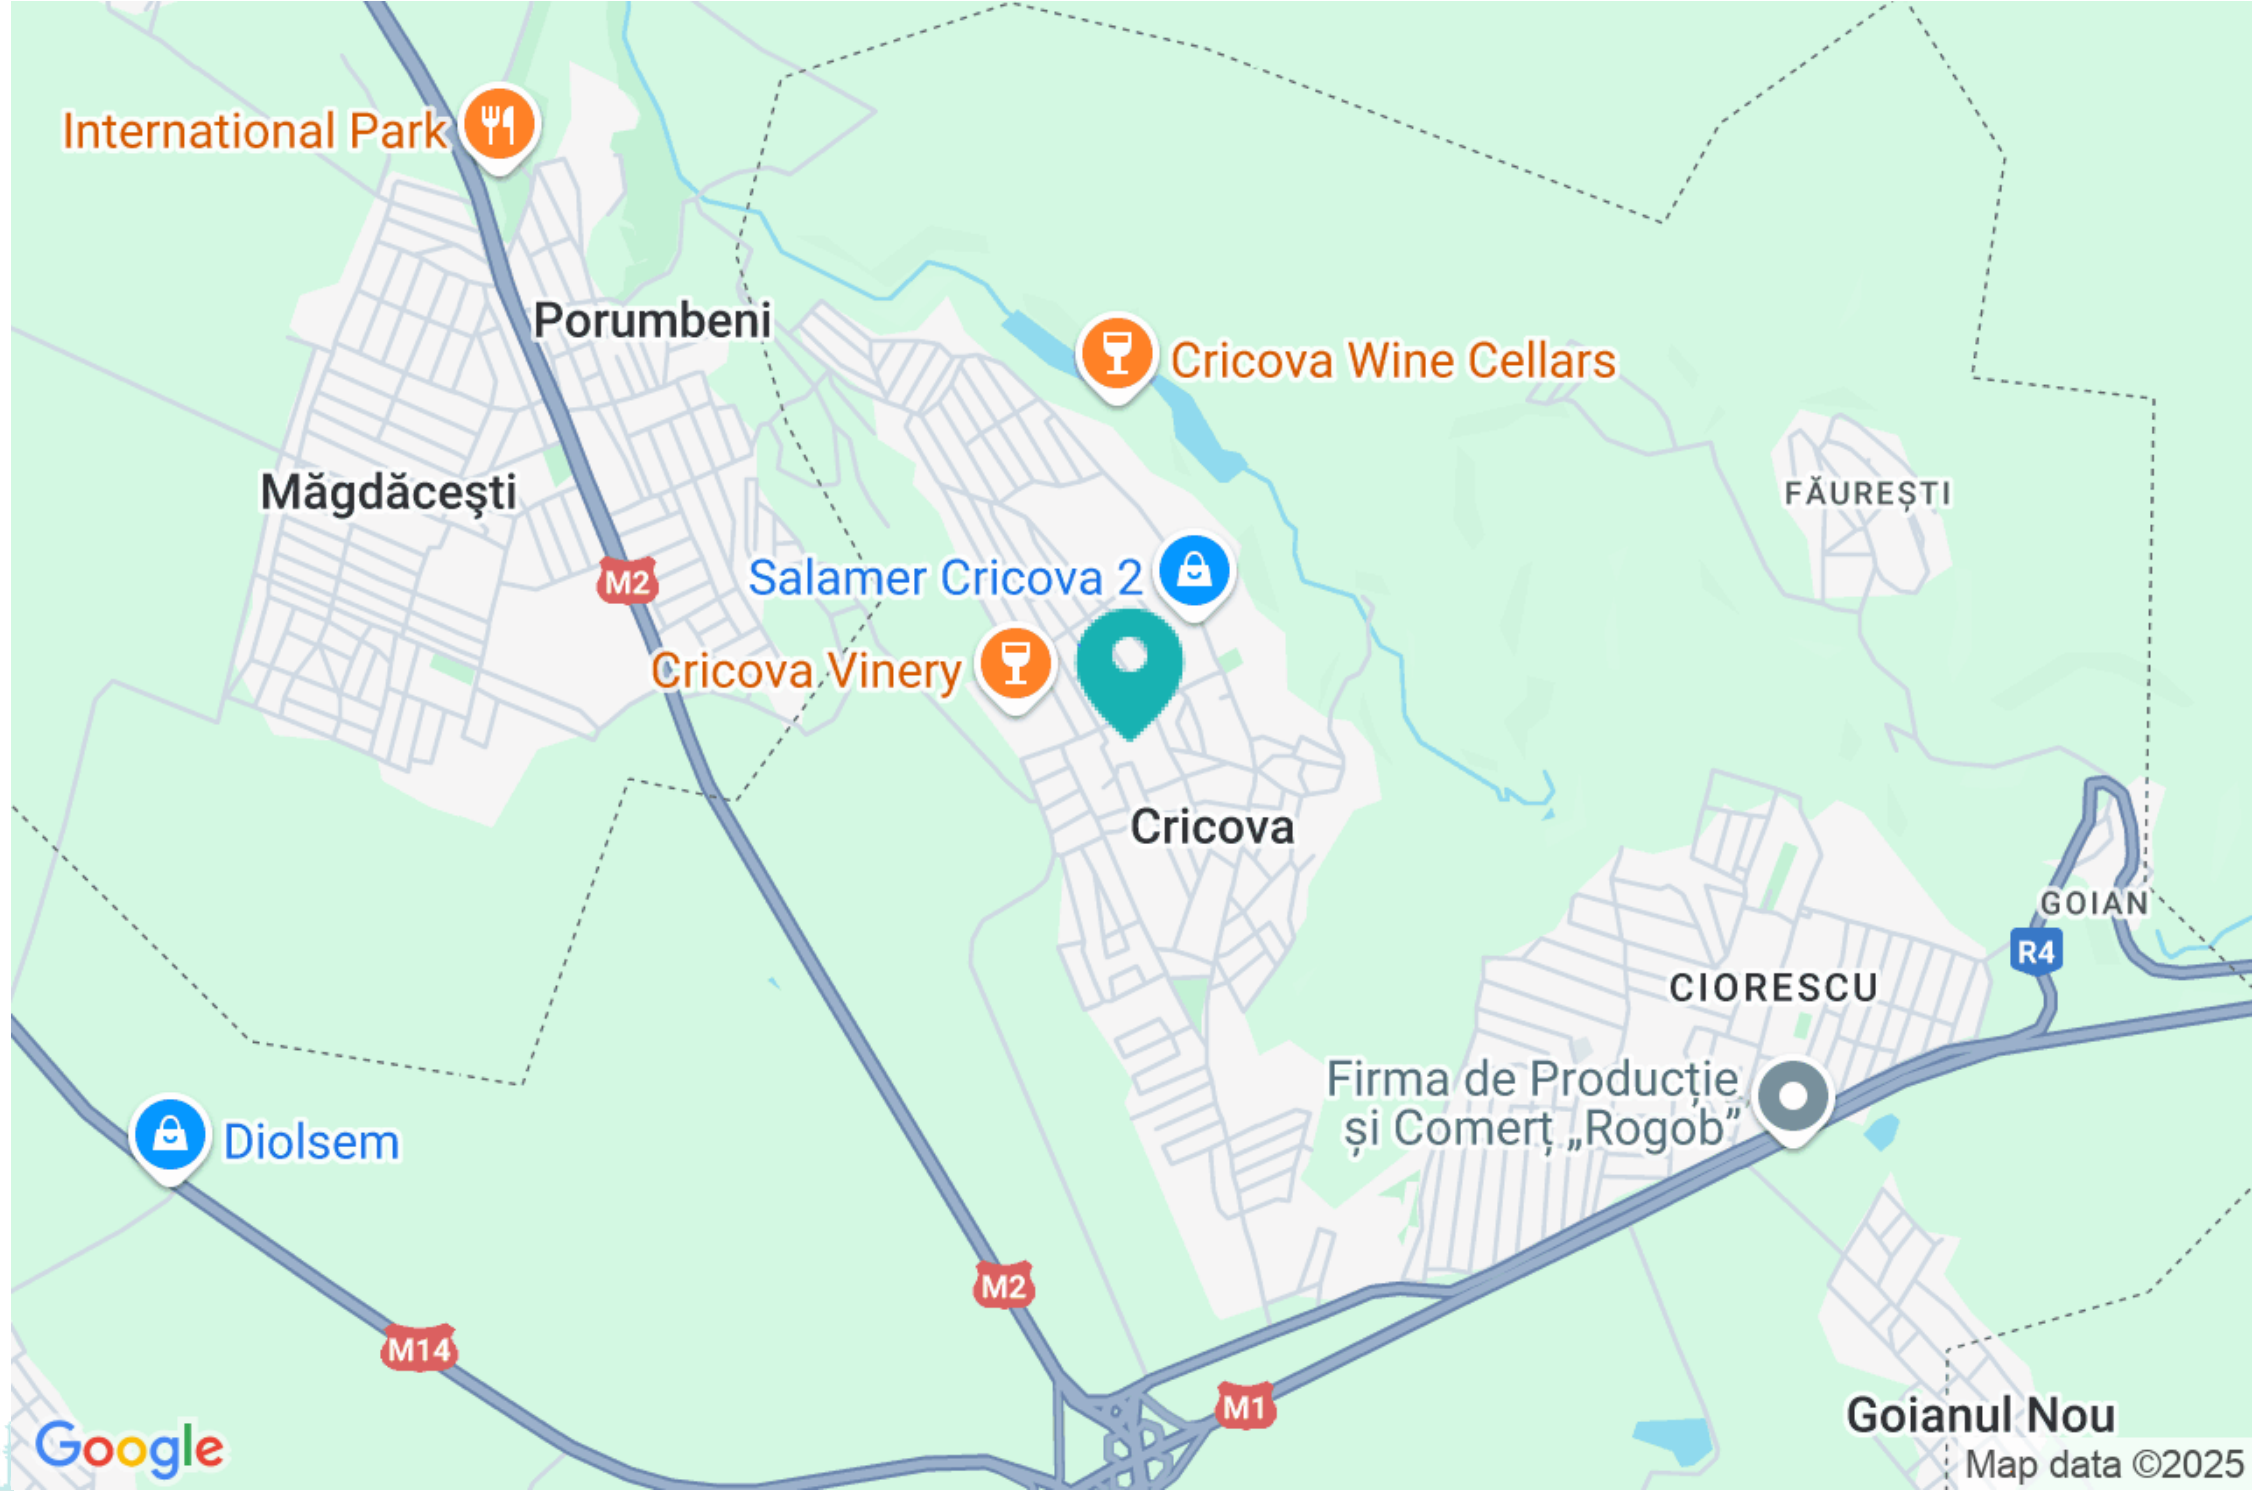 International Park
Porumbeni
Cricova Wine Cellars
Măgdăceşti
FĂUREȘTI
M2
Salamer Cricova 2
Cricova Vinery
Cricova
GOIAN
R4
CIORESCU
Firma de Producție
și Comerț „Rogob”
Diolsem
M2
M14
M1
Goianul Nou
Google
Map data ©2025